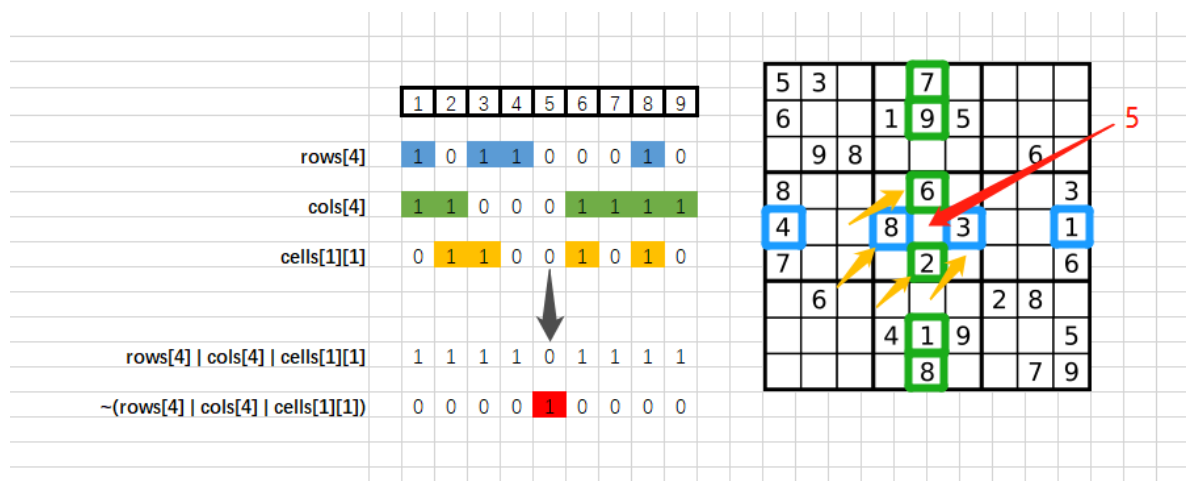 1 2 3 4 5 6 7 8 9
rows[4] 1 0 1 1 0 0 0 1 0
cols[4] 1 1 0 0 0 1 1 1 1
cells[1][1] 0 1 1 0 0 1 0 1 0
rows[4] | cols[4] | cells[1][1] 1 1 1 1 0 1 1 1 1
~(rows[4] | cols[4] | cells[1][1]) 0 0 0 0 1 0 0 0 0
5 3 7
6 1 9 5
5
9 8 6
8 6 3
4 8 3 1
7 2 6
6 2 8
4 1 9 5
8 7 9